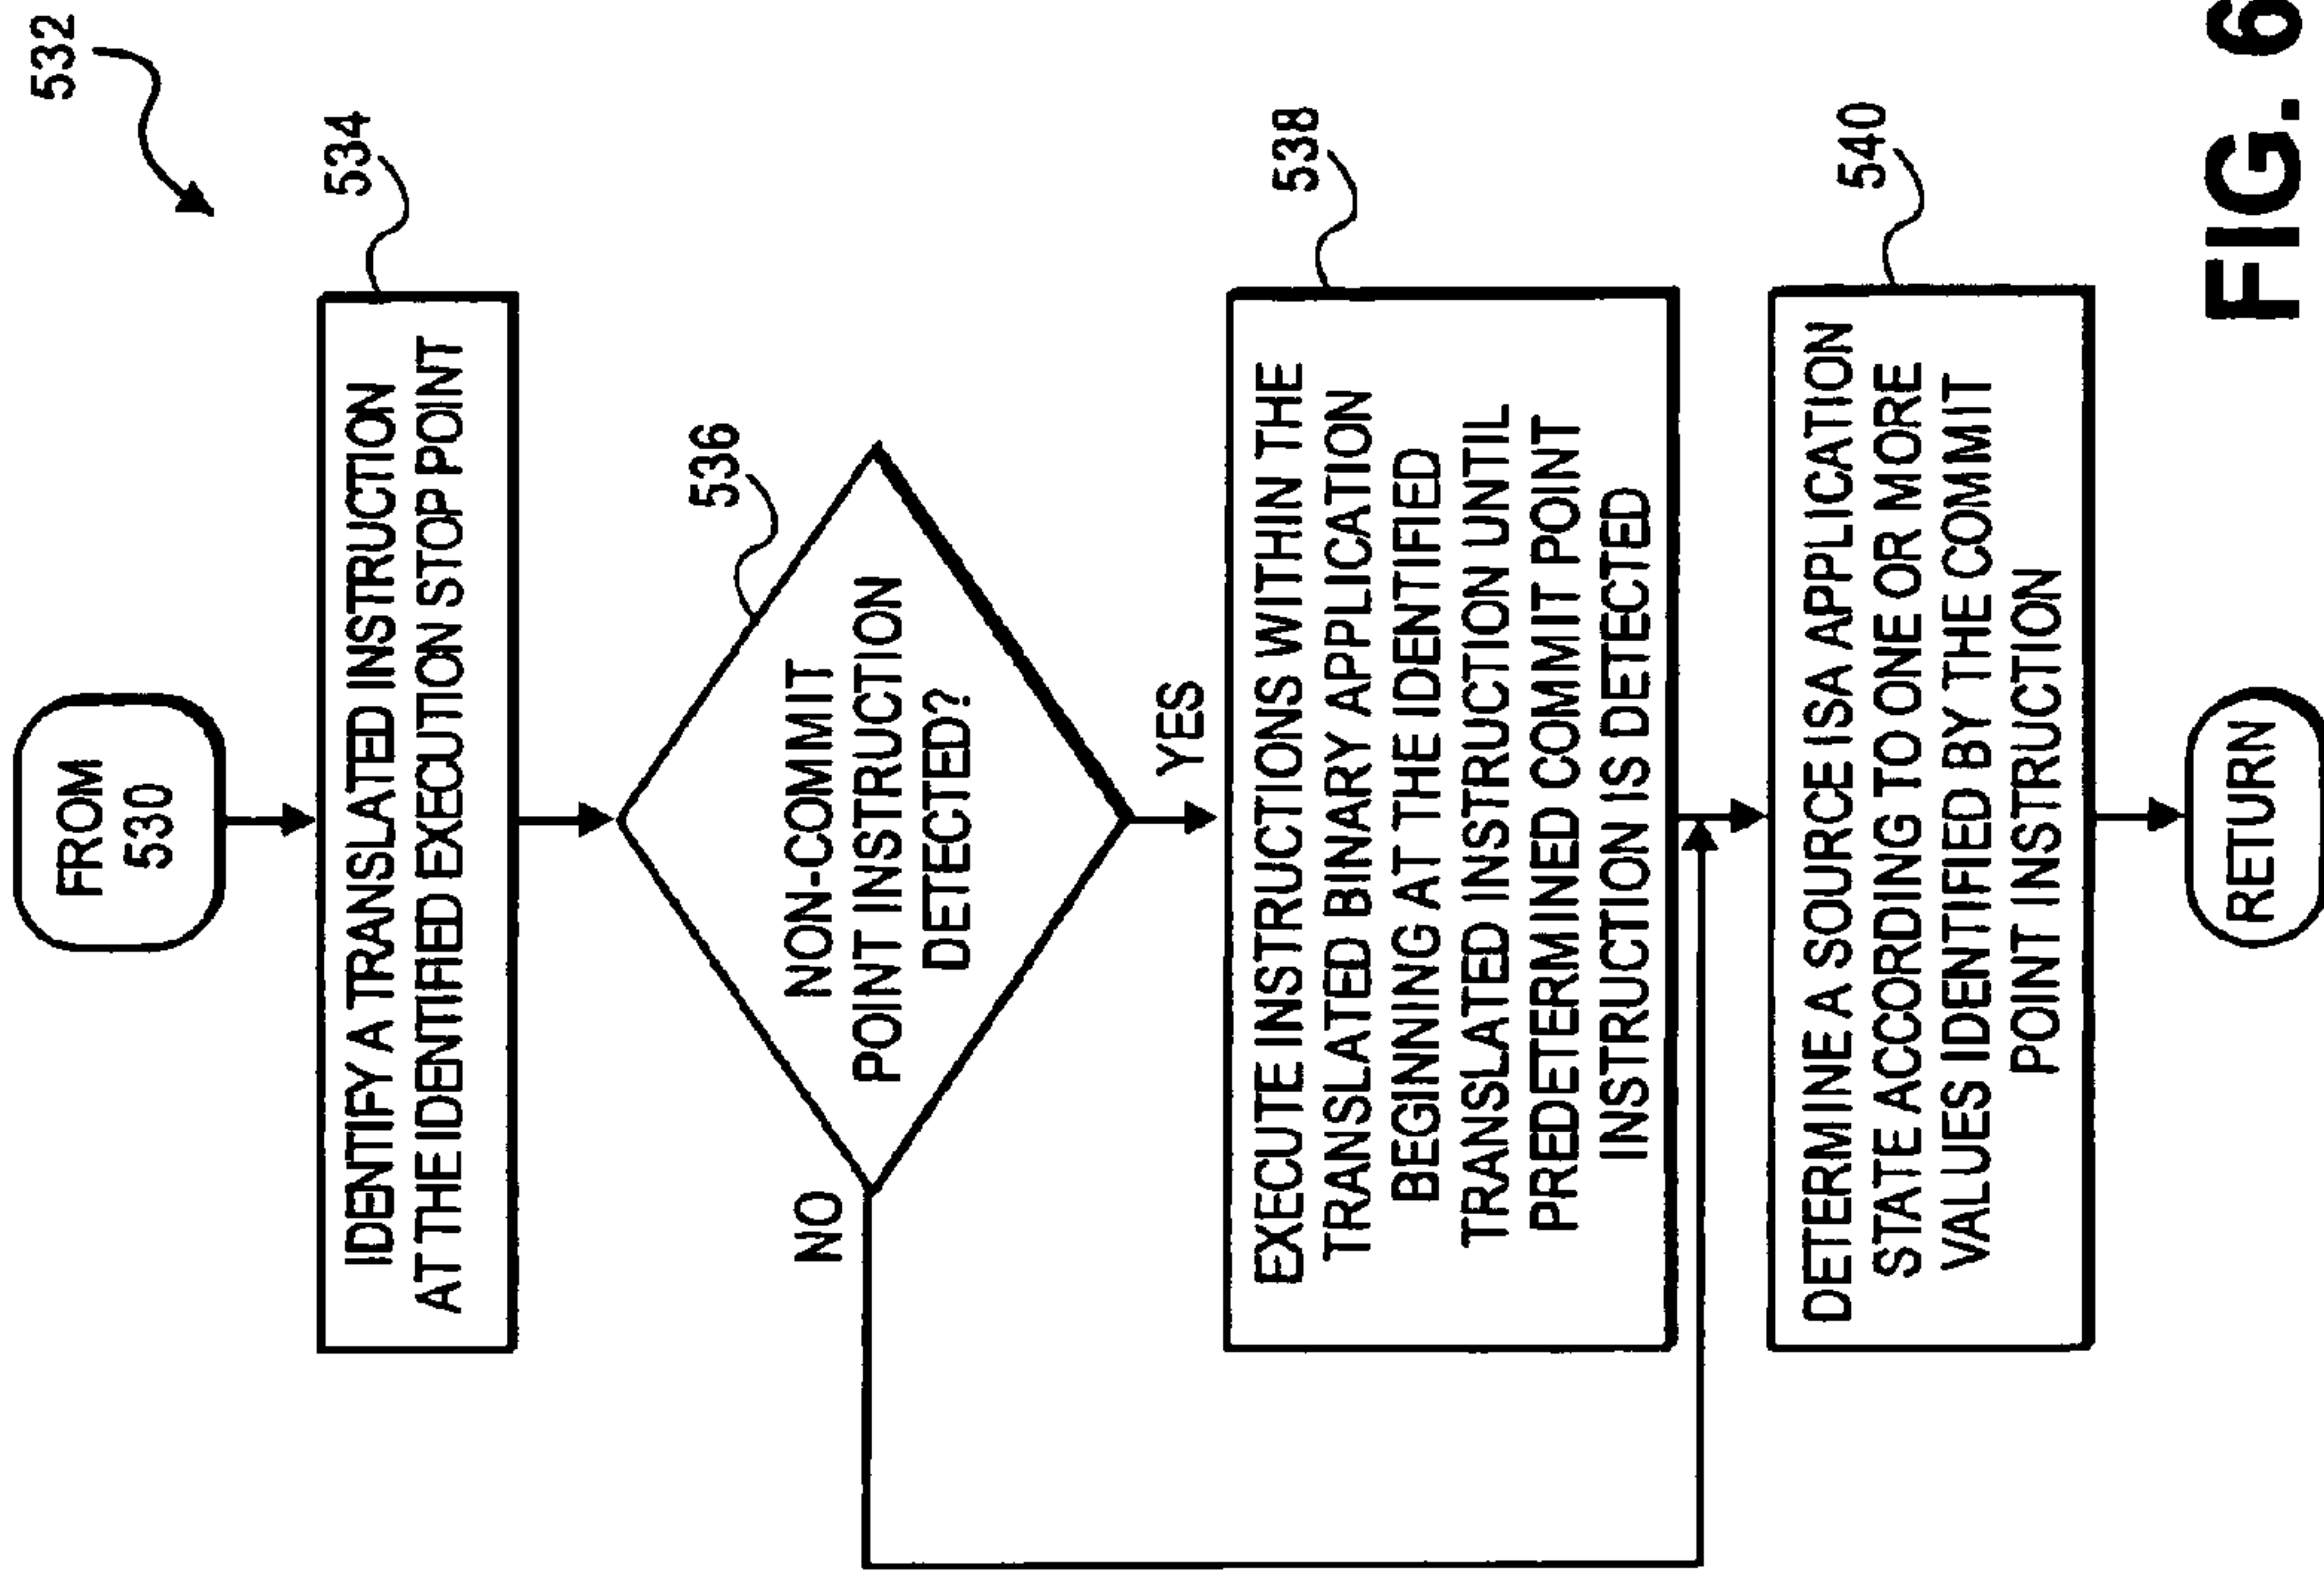 532
FROM
530
534
IDENTIFY A TRANSLATED INSTRUCTION
AT THE IDENTIFIED EXECUTION STOP POINT
536
NON-COMMIT
POINT INSTRUCTION
DETECTED?
NO
YES
538
EXECUTE INSTRUCTIONS WITHIN THE
TRANSLATED BINARY APPLICATION
BEGINNING AT THE IDENTIFIED
TRANSLATED INSTRUCTION UNTIL
PREDETERMINED COMMIT POINT
INSTRUCTION IS DETECTED
540
DETERMINE A SOURCE ISA APPLICATION
STATE ACCORDING TO ONE OR MORE
VALUES IDENTIFIED BY THE COMMIT
POINT INSTRUCTION
RETURN
FIG. 6